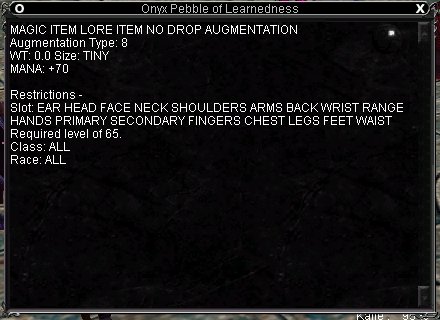 Onyx Pebble of Learnedness
MAGIC ITEM LORE ITEM NO DROP AUGMENTATION
Augmentation Type: 8
WT: 0.0 Size: TINY
MANA: +70
Restrictions -
Slot: EAR HEAD FACE NECK SHOULDERS ARMS BACK WRIST RANGE
HANDS PRIMARY SECONDARY FINGERS CHEST LEGS FEET WAIST
Required level of 65.
Class: ALL
Race: ALL